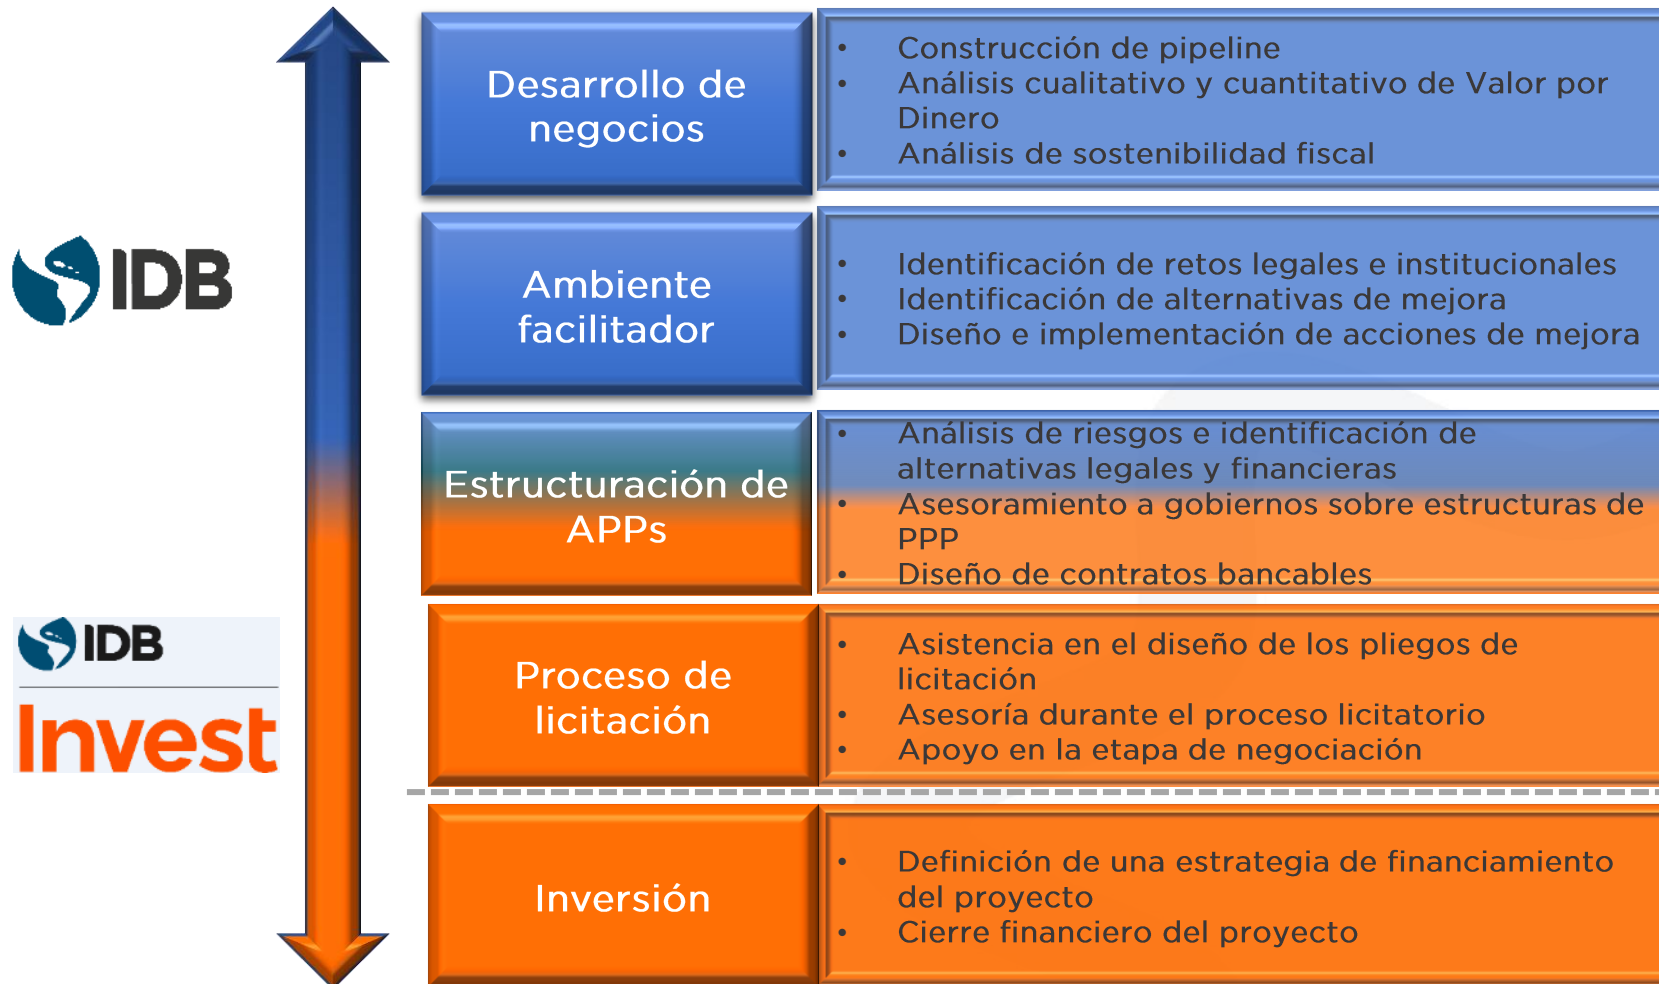 Desarrollo de
negocios
• Construcción de pipeline
• Análisis cualitativo y cuantitativo de Valor por
Dinero
• Análisis de sostenibilidad fiscal
IDB
Ambiente
facilitador
• Identificación de retos legales e institucionales
• Identificación de alternativas de mejora
• Diseño e implementación de acciones de mejora
Estructuración de
APPs
• Análisis de riesgos e identificación de
alternativas legales y financieras
• Asesoramiento a gobiernos sobre estructuras de
PPP
• Diseño de contratos bancables
IDB
Invest
Proceso de
licitación
• Asistencia en el diseño de los pliegos de
licitación
• Asesoría durante el proceso licitatorio
• Apoyo en la etapa de negociación
Inversión
• Definición de una estrategia de financiamiento
del proyecto
• Cierre financiero del proyecto